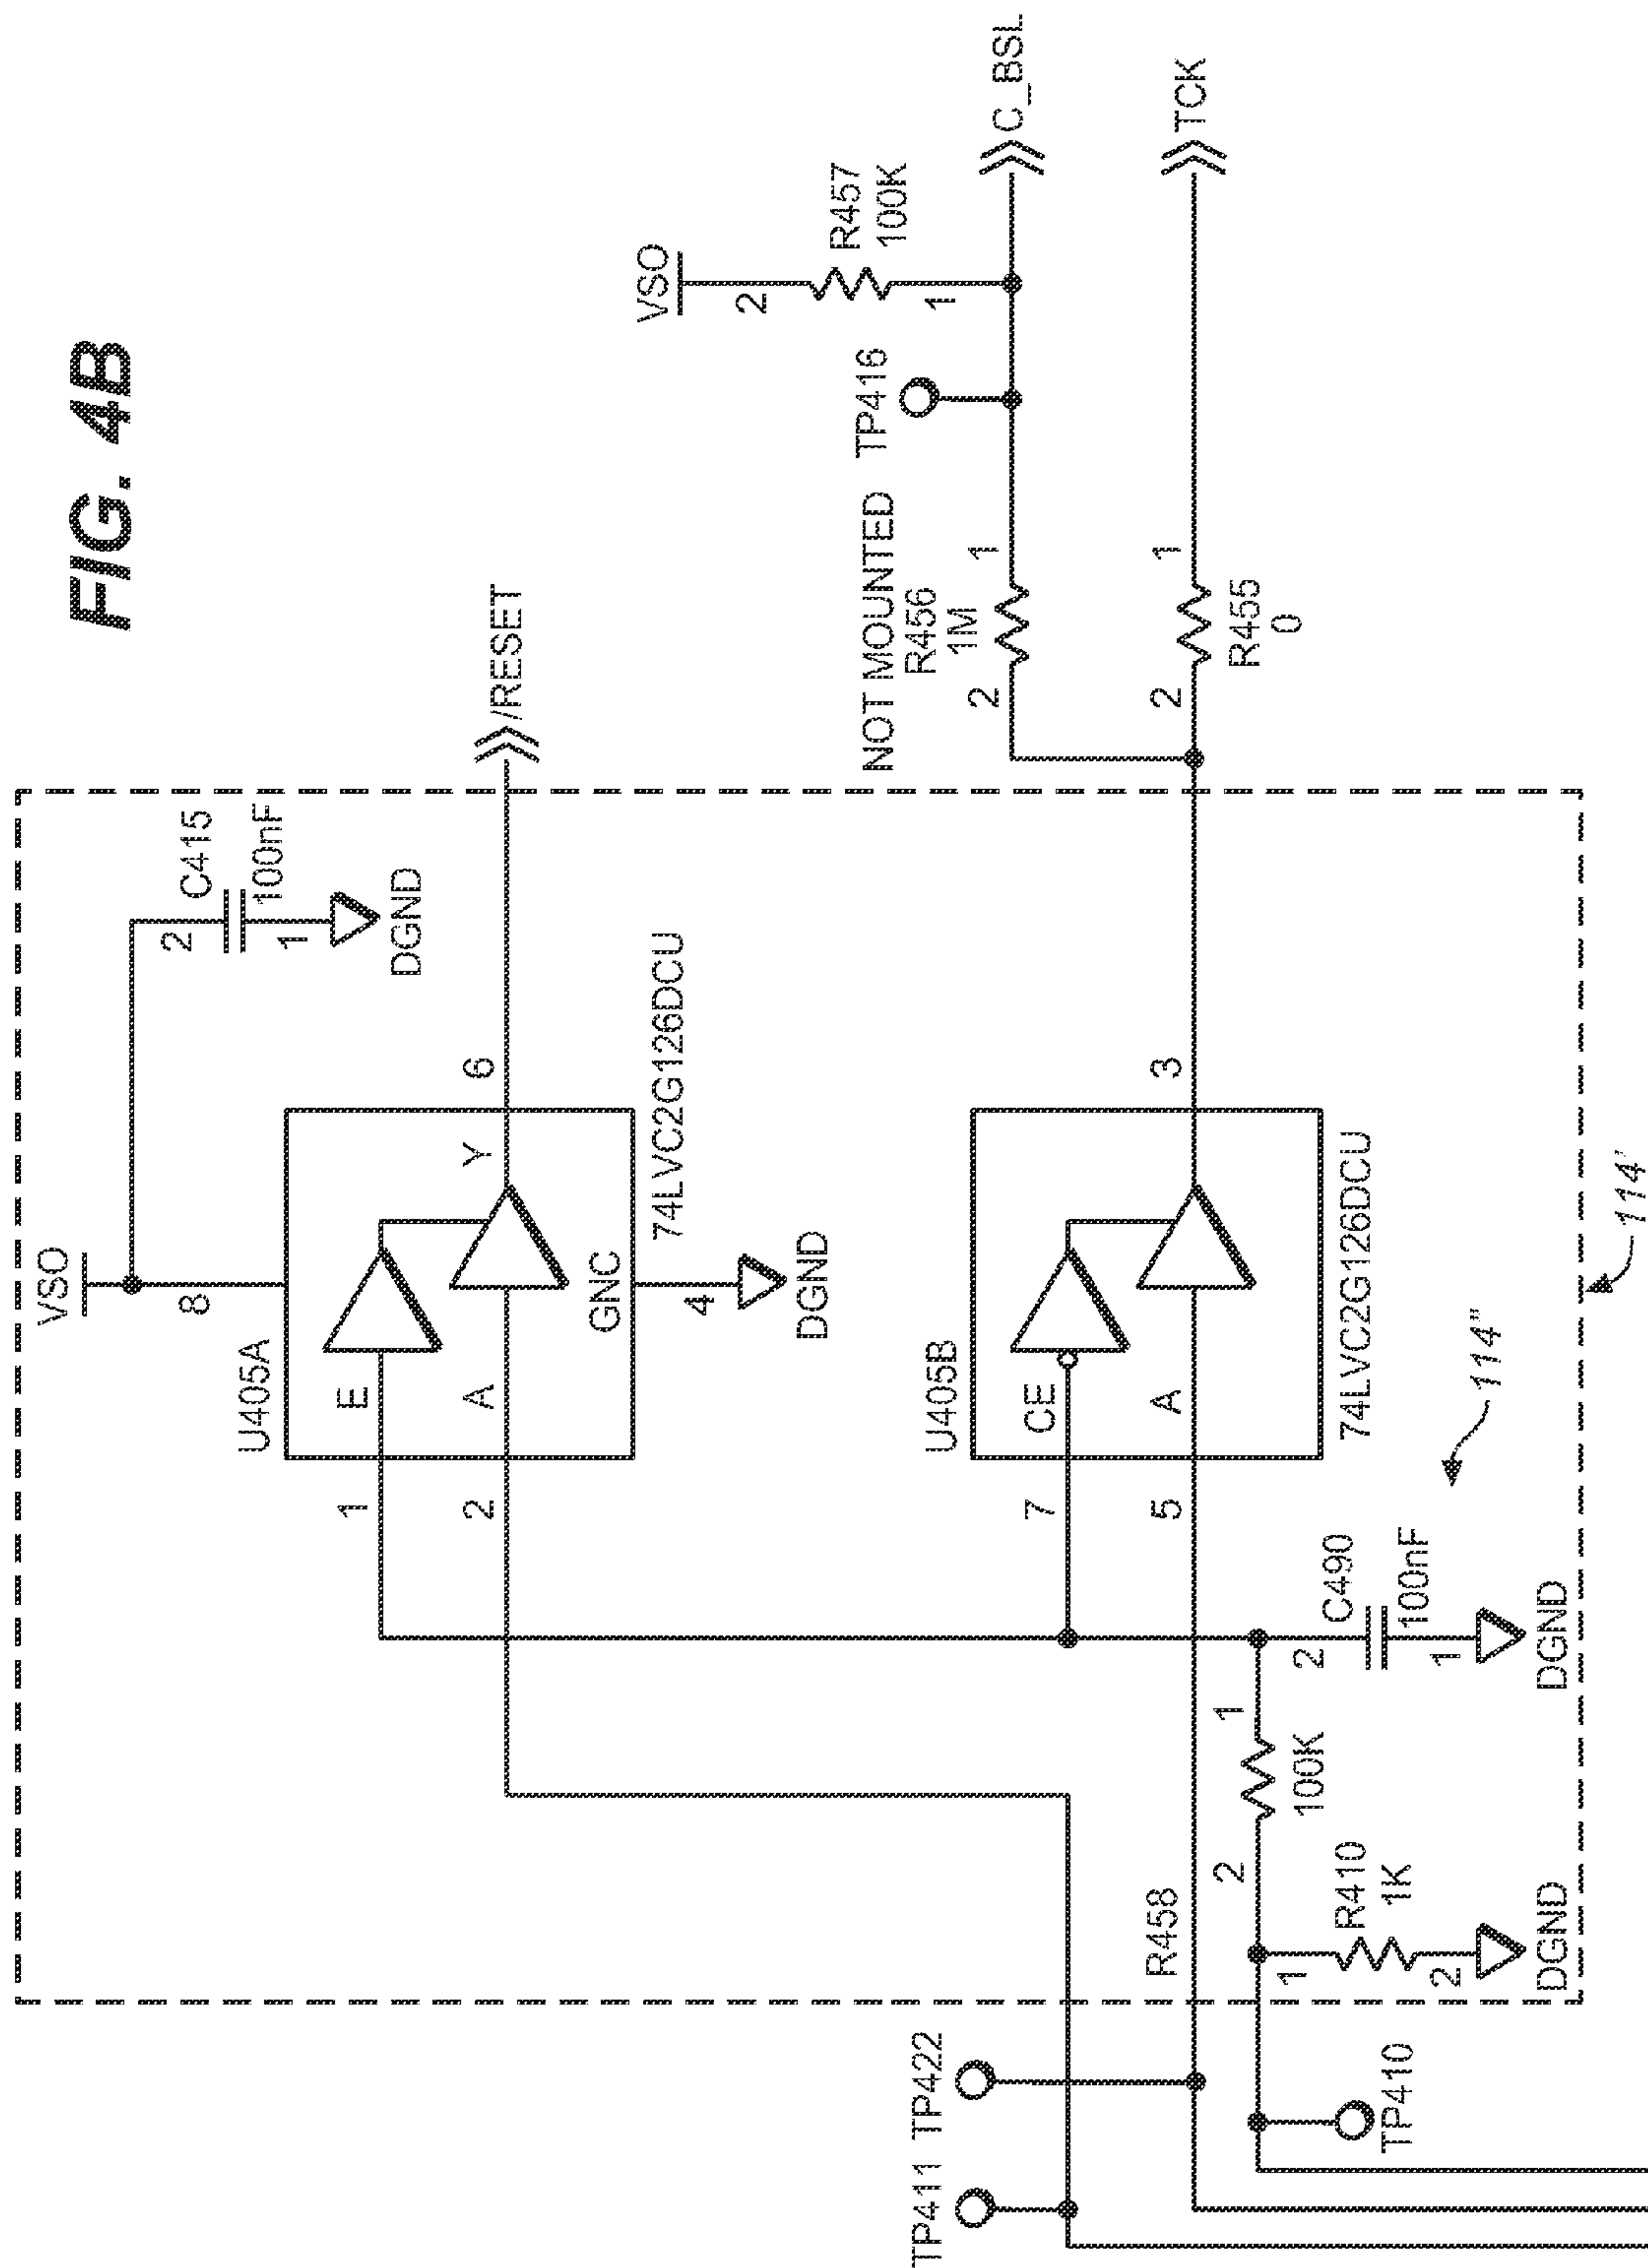 FIG. 4B
VSO
8
2
C415
100nF
1
DGND
U405A
1
E
2
A
Y
6
/RESET
GNC
4
DGND
74LVC2G126DCU
VSO
2
R457
100K
1
TP416
C_BSL
NOT MOUNTED
R456
1M
2
1
U405B
7
CE
5
A
3
2
1
TCK
R455
0
74LVC2G126DCU
TP411
TP422
R458
2
1
100K
2
C490
100nF
1
DGND
1
R410
1K
2
DGND
TP410
114"
114'